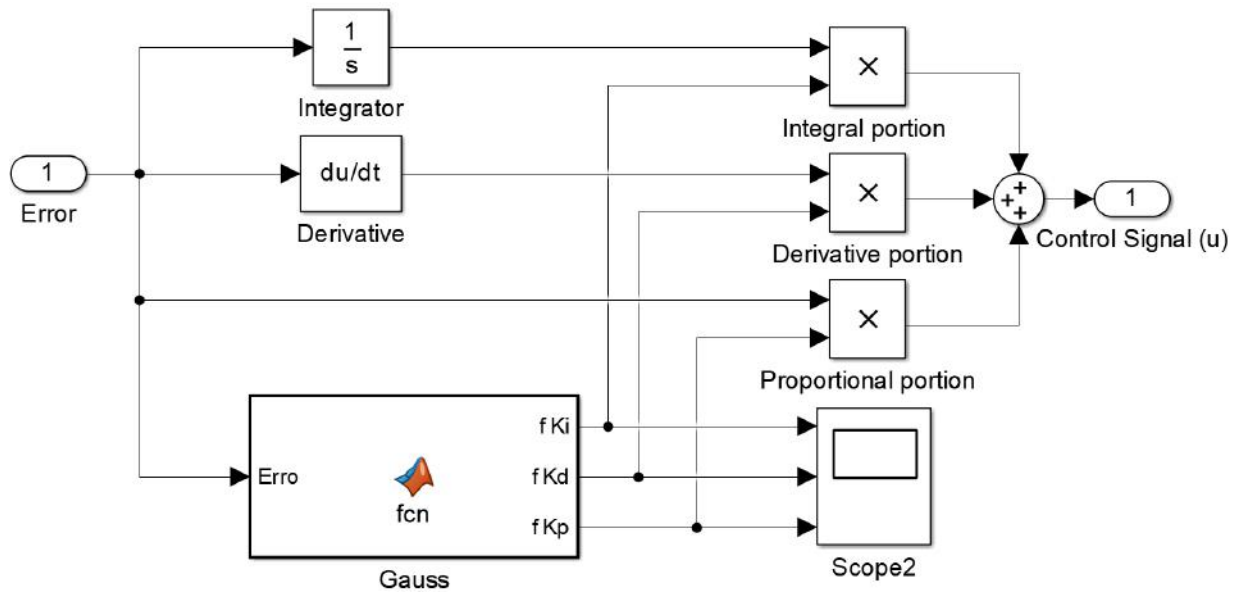 1
s
Integrator
×
Integral portion
1
Error
du/dt
Derivative
×
Derivative portion
+
+
+
1
Control Signal (u)
×
Proportional portion
Erro
fcn
f Ki
f Kd
f Kp
Gauss
Scope2